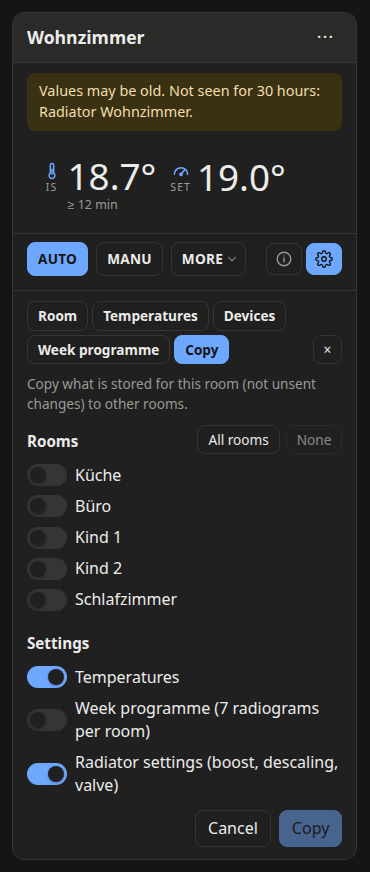 Wohnzimmer ...
Values may be old. Not seen for 30 hours:
Radiator Wohnzimmer.
IS 18.7° SET 19.0°
≥ 12 min
AUTO MANU MORE
Room Temperatures Devices
Week programme Copy ×
Copy what is stored for this room (not unsent
changes) to other rooms.
Rooms All rooms None
Küche
Büro
Kind 1
Kind 2
Schlafzimmer
Settings
Temperatures
Week programme (7 radiograms
per room)
Radiator settings (boost, descaling,
valve)
Cancel Copy